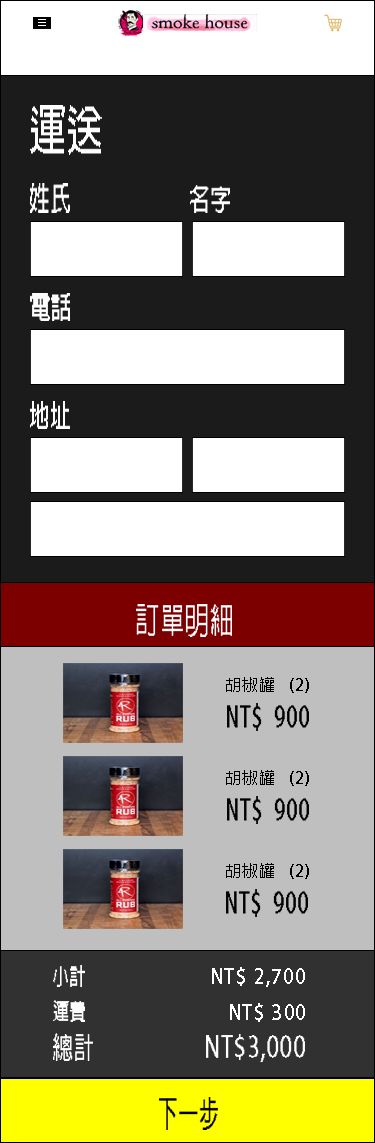 smoke house
運送
姓氏 名字
電話
地址
訂單明細
RUB
胡椒罐 (2)
NT$ 900
RUB
胡椒罐 (2)
NT$ 900
RUB
胡椒罐 (2)
NT$ 900
小計 NT$ 2,700
運費 NT$ 300
總計 NT$3,000
下一步